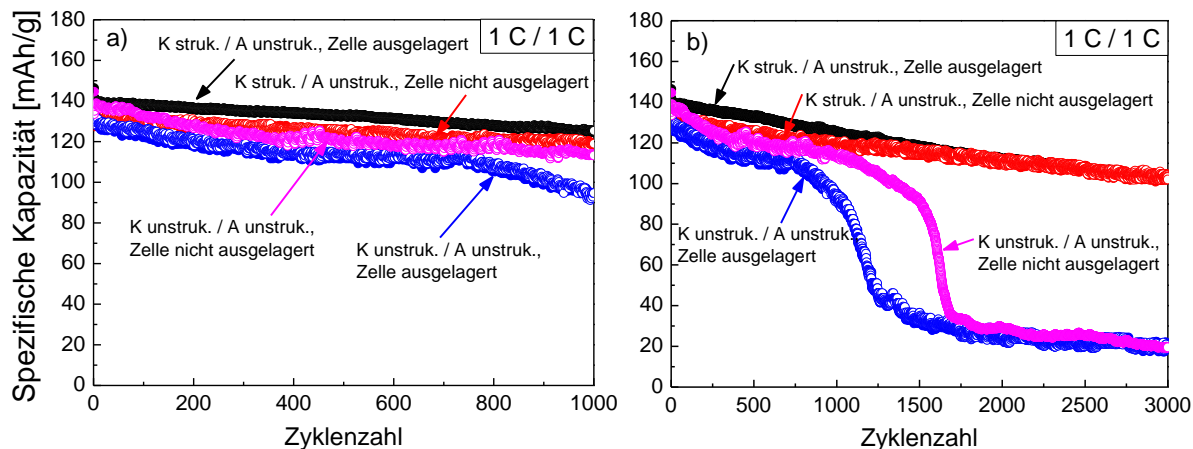 Spezifische Kapazität [mAh/g]
180
160
140
120
100
80
60
40
20
0
a)
1 C / 1 C
K struk. / A unstruk., Zelle ausgelagert
K struk. / A unstruk., Zelle nicht ausgelagert
K unstruk. / A unstruk.,
Zelle nicht ausgelagert
K unstruk. / A unstruk.,
Zelle ausgelagert
0 200 400 600 800 1000
Zyklenzahl
180
160
140
120
100
80
60
40
20
0
b)
1 C / 1 C
K struk. / A unstruk., Zelle ausgelagert
K struk. / A unstruk., Zelle nicht ausgelagert
K unstruk. / A unstruk.,
Zelle ausgelagert
K unstruk. / A unstruk.,
Zelle nicht ausgelagert
0 500 1000 1500 2000 2500 3000
Zyklenzahl